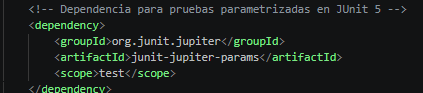 <!-- Dependencia para pruebas parametrizadas en JUnit 5 -->
<dependency>
<groupId>org.junit.jupiter</groupId>
<artifactId>junit-jupiter-params</artifactId>
<scope>test</scope>
</dependency>